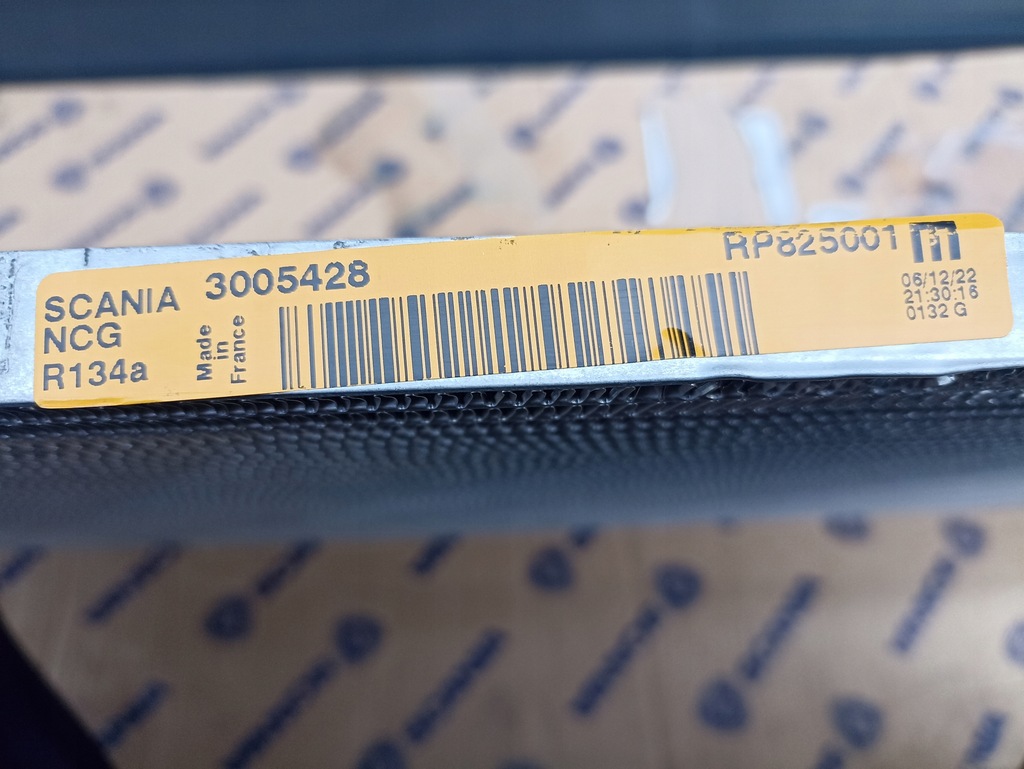 SCANIA 3005428
NCG
R134a
Made
in
France
RP825001
06/12/22
21:30:16
0132 G